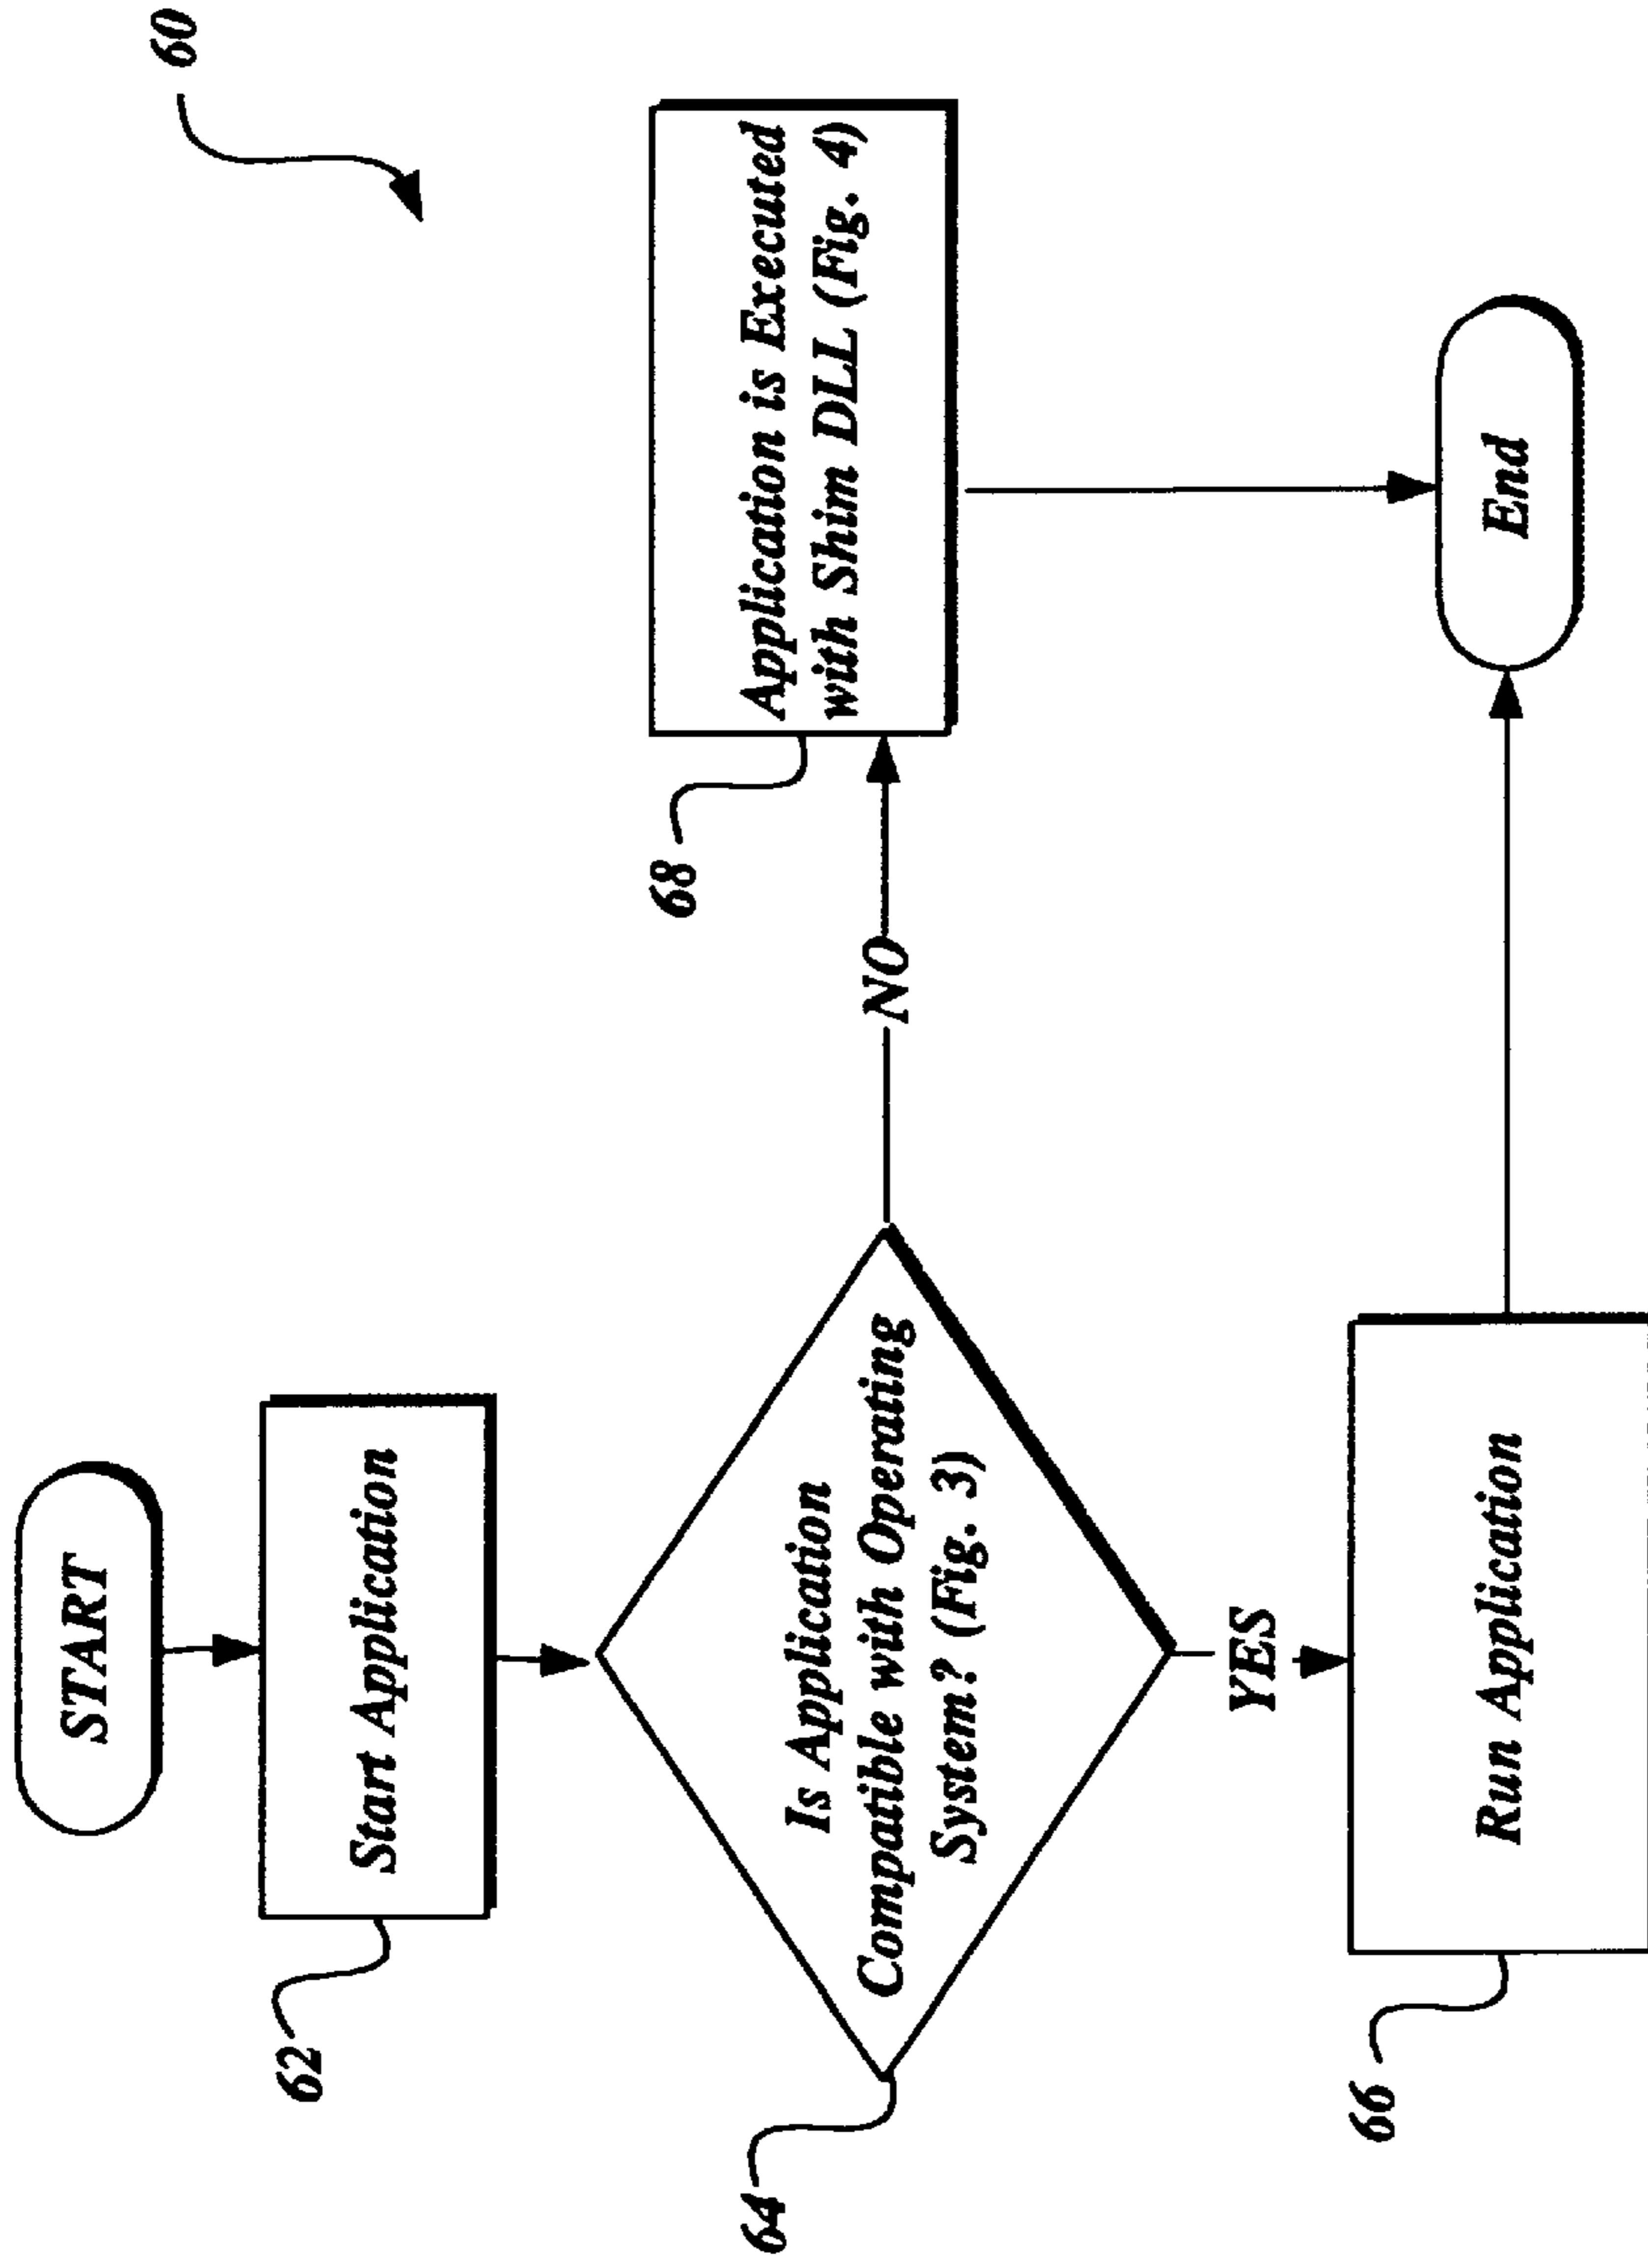 60
START
62
Start Application
64
Is Application
Compatible with Operating
System? (Fig. 3)
NO
68
Application is Executed
with Shim DLL (Fig. 4)
YES
66
Run Application
End